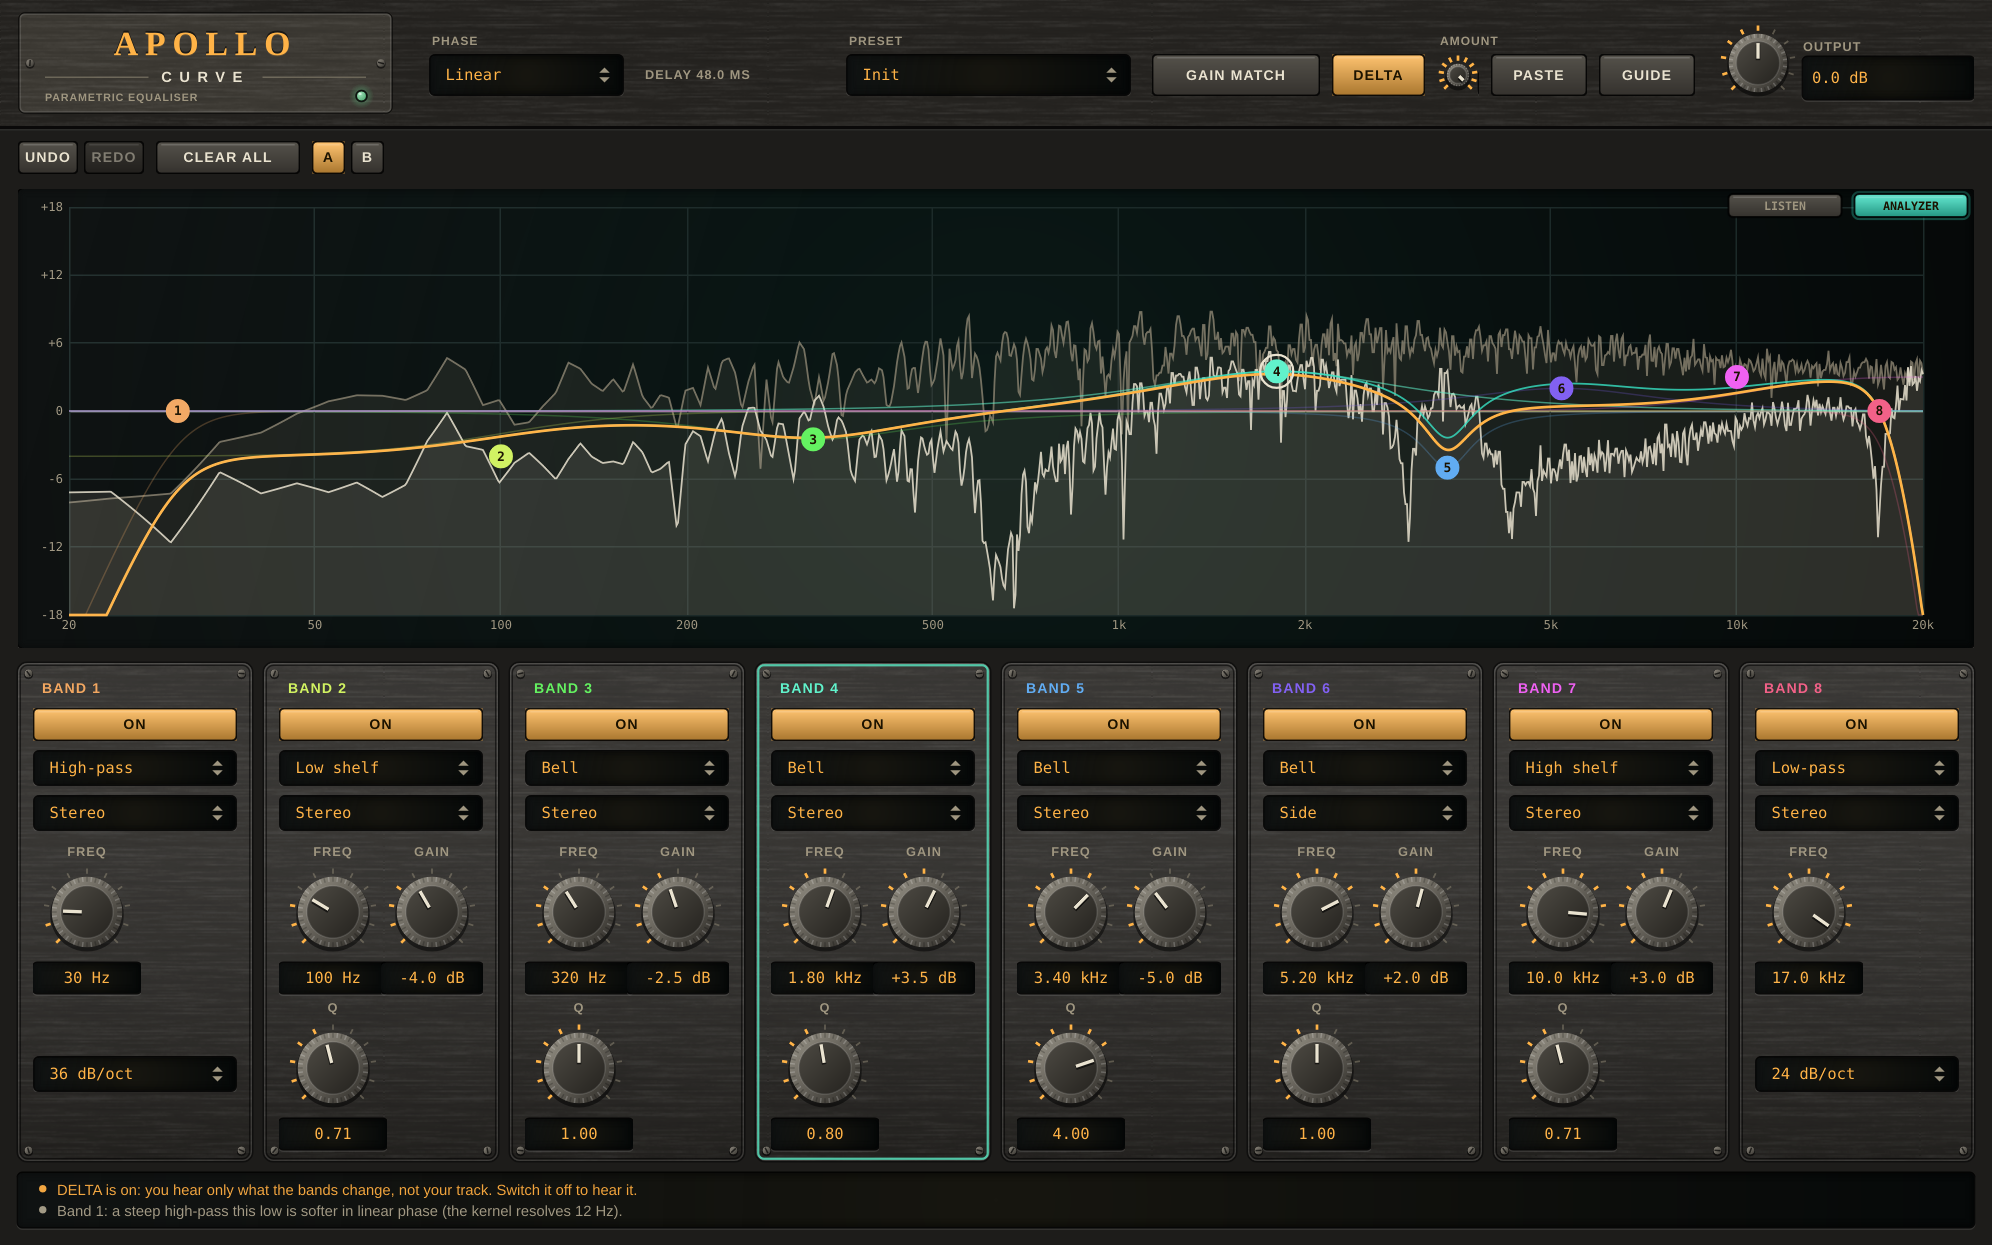 APOLLO
CURVE
PARAMETRIC EQUALISER
PHASE
Linear
DELAY 48.0 MS
PRESET
Init
GAIN MATCH
DELTA
AMOUNT
PASTE
GUIDE
OUTPUT
0.0 dB
UNDO
REDO
CLEAR ALL
A
B
LISTEN
ANALYZER
+18
+12
+6
0
-6
-12
-18
1
2
3
4
5
6
7
8
20
50
100
200
500
1k
2k
5k
10k
20k
BAND 1
ON
High-pass
Stereo
FREQ
30 Hz
36 dB/oct
BAND 2
ON
Low shelf
Stereo
FREQ GAIN
100 Hz -4.0 dB
Q
0.71
BAND 3
ON
Bell
Stereo
FREQ GAIN
320 Hz -2.5 dB
Q
1.00
BAND 4
ON
Bell
Stereo
FREQ GAIN
1.80 kHz +3.5 dB
Q
0.80
BAND 5
ON
Bell
Stereo
FREQ GAIN
3.40 kHz -5.0 dB
Q
4.00
BAND 6
ON
Bell
Side
FREQ GAIN
5.20 kHz +2.0 dB
Q
1.00
BAND 7
ON
High shelf
Stereo
FREQ GAIN
10.0 kHz +3.0 dB
Q
0.71
BAND 8
ON
Low-pass
Stereo
FREQ
17.0 kHz
24 dB/oct
DELTA is on: you hear only what the bands change, not your track. Switch it off to hear it.
Band 1: a steep high-pass this low is softer in linear phase (the kernel resolves 12 Hz).